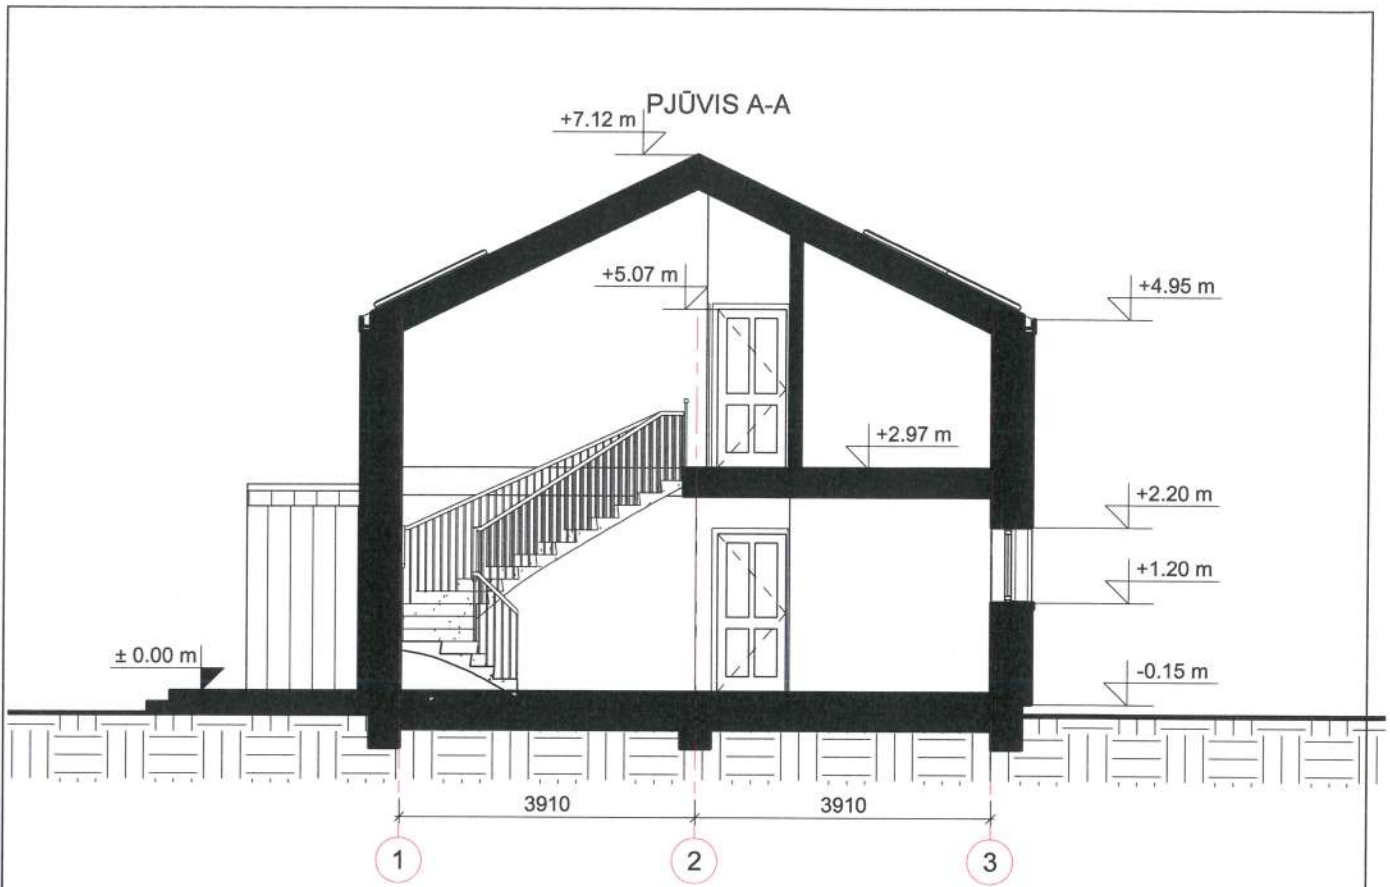 PJŪVIS A-A
+7.12 m
+5.07 m
+4.95 m
+2.97 m
+2.20 m
+1.20 m
± 0.00 m
-0.15 m
3910
3910
1
2
3